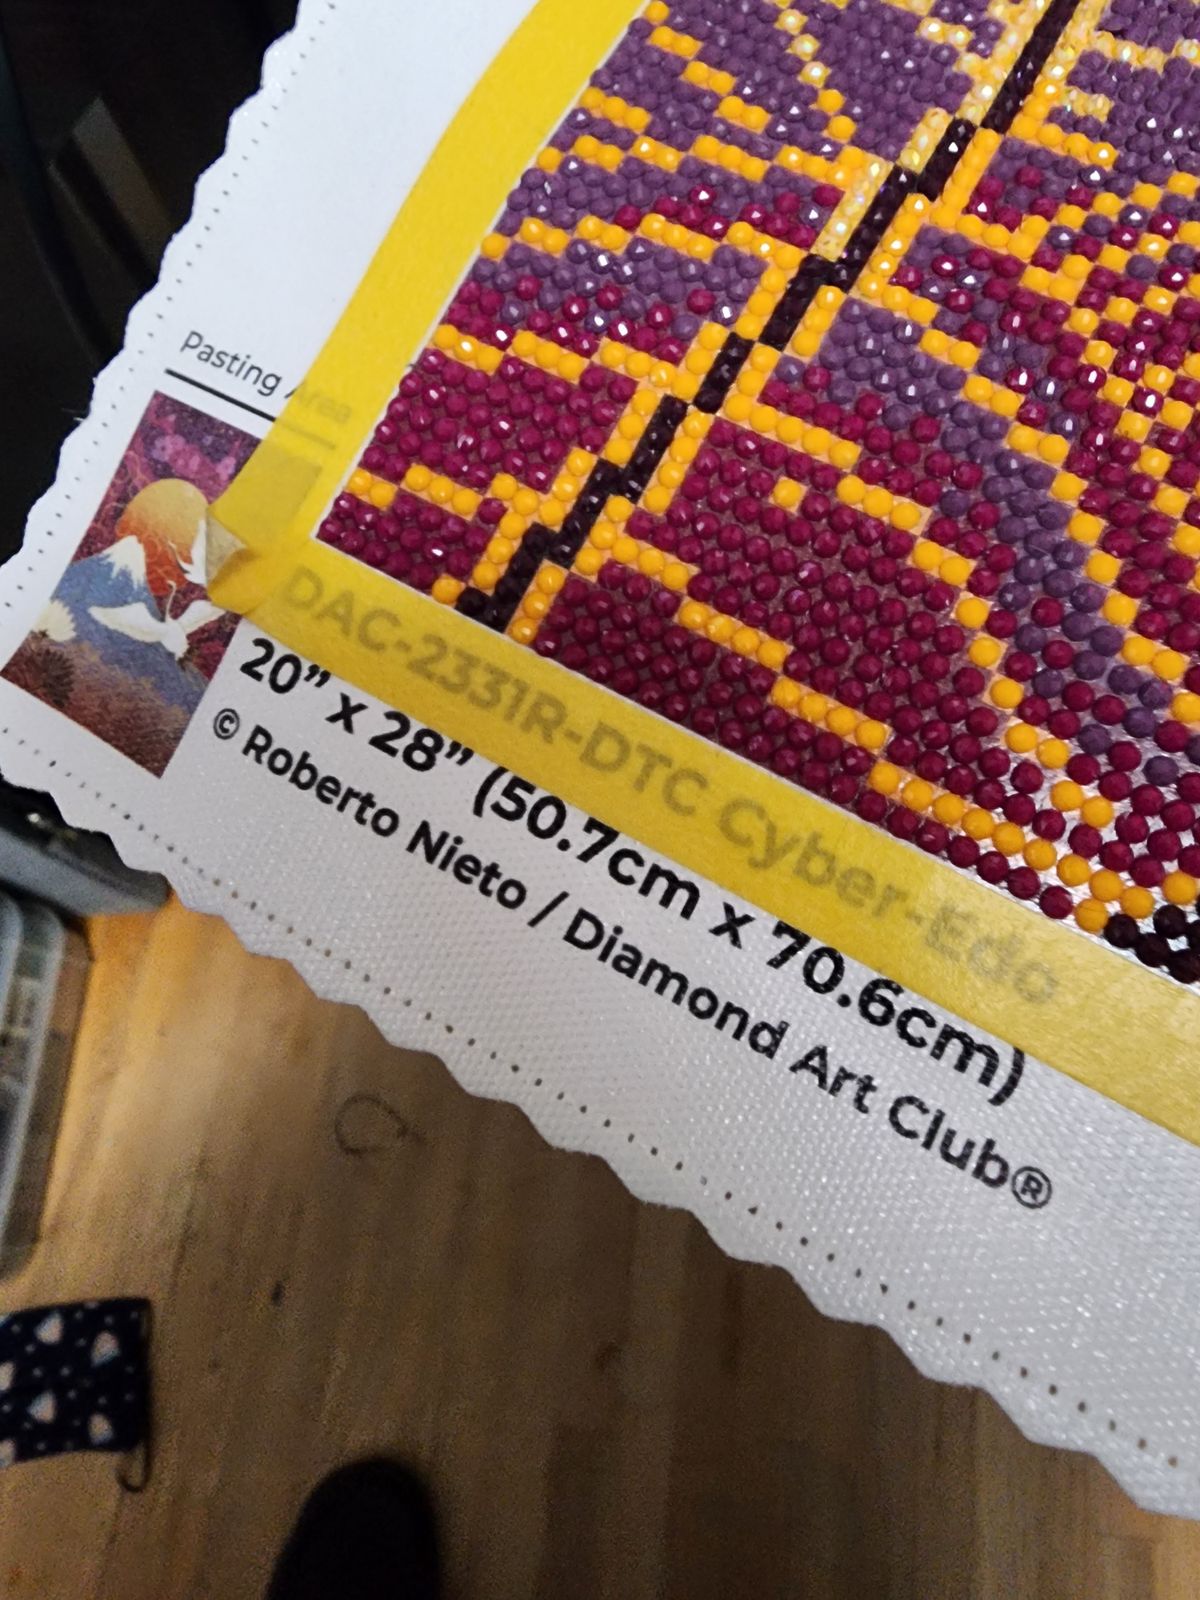 Pasting Area
DAC-2331R-DTC Cyber-Edo
20” x 28” (50.7cm x 70.6cm)
© Roberto Nieto / Diamond Art Club®